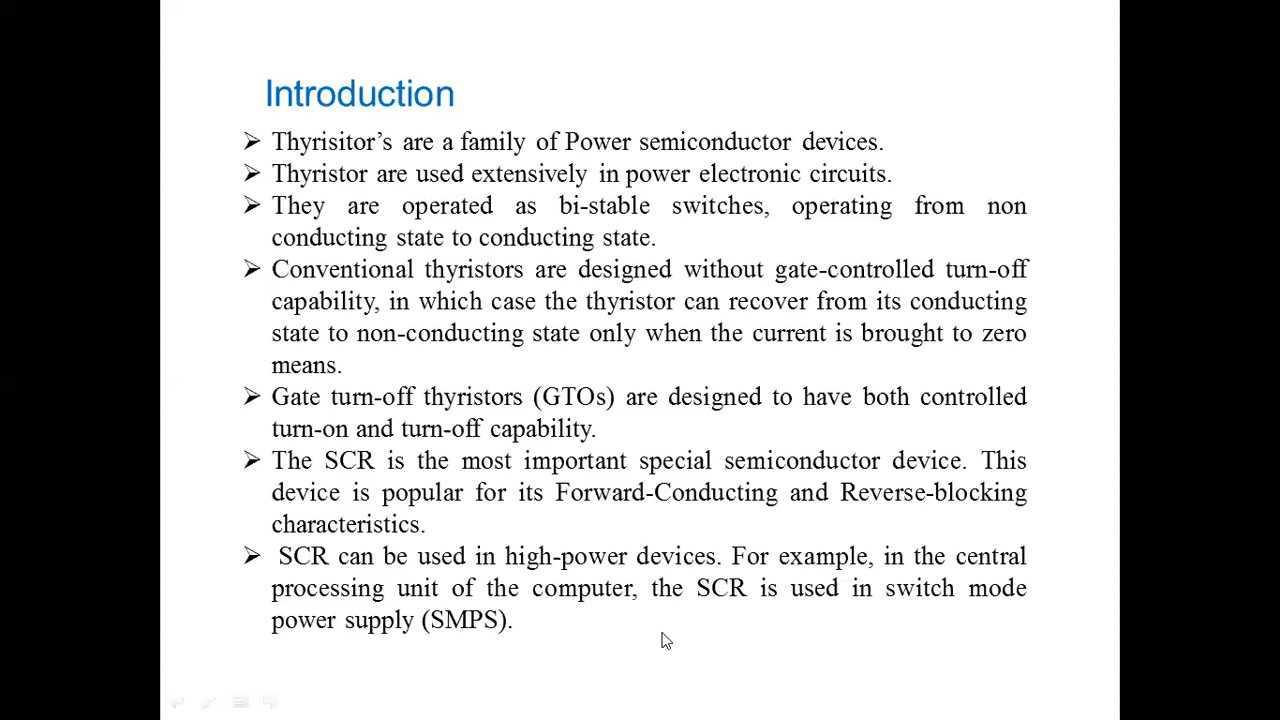 Introduction
➢ Thyrisitor’s are a family of Power semiconductor devices.
➢ Thyristor are used extensively in power electronic circuits.
➢ They are operated as bi-stable switches, operating from non
conducting state to conducting state.
➢ Conventional thyristors are designed without gate-controlled turn-off
capability, in which case the thyristor can recover from its conducting
state to non-conducting state only when the current is brought to zero
means.
➢ Gate turn-off thyristors (GTOs) are designed to have both controlled
turn-on and turn-off capability.
➢ The SCR is the most important special semiconductor device. This
device is popular for its Forward-Conducting and Reverse-blocking
characteristics.
➢ SCR can be used in high-power devices. For example, in the central
processing unit of the computer, the SCR is used in switch mode
power supply (SMPS).